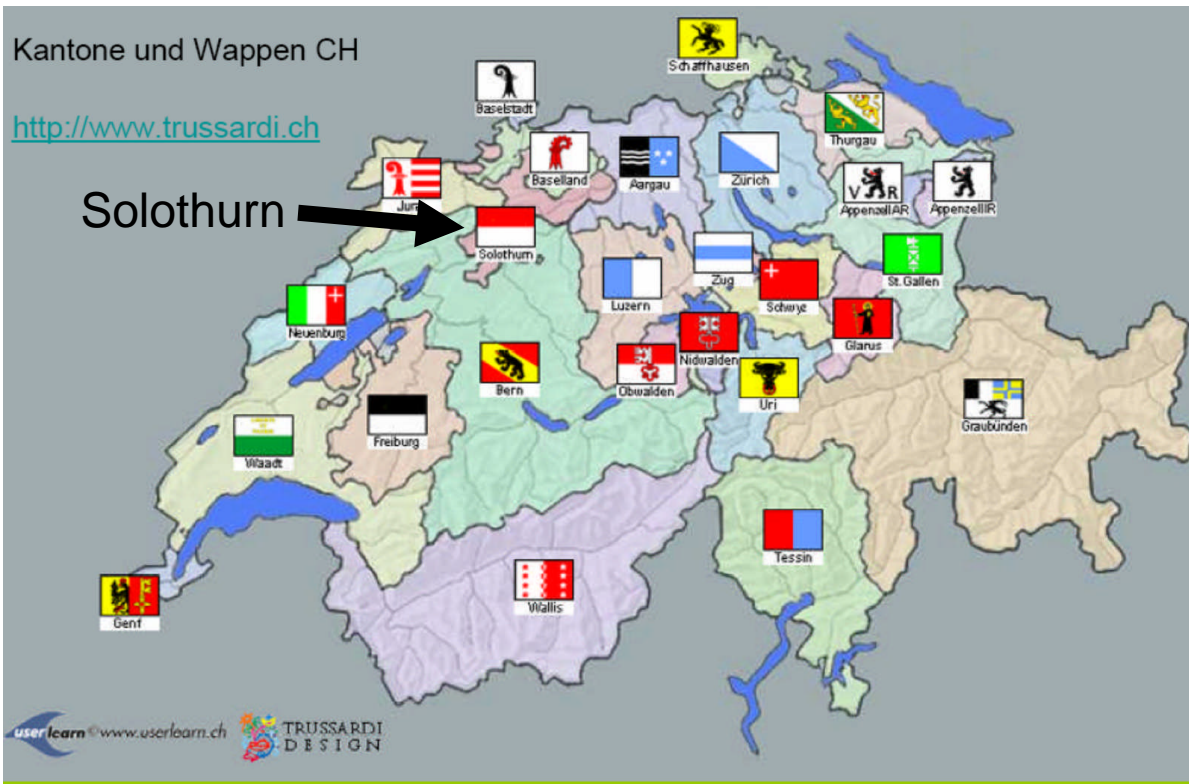 Kantone und Wappen CH
http://www.trussardi.ch
Solothurn
Schaffhausen
Baselstadt
Thurgau
Baselland
Aargau
Zürich
Jura
AppenzellAR
AppenzellIR
V R
Solothurn
Zug
St.Gallen
Luzern
Schwyz
Neuenburg
Nidwalden
Glarus
Bern
Obwalden
Uri
Freiburg
Graubünden
Waadt
Tessin
Wallis
Genf
userlearn ©www.userlearn.ch
TRUSSARDI
DESIGN